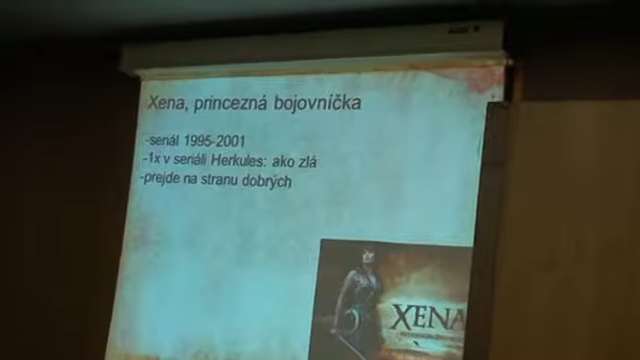 Xena, princezná bojovníčka
-seriál 1995-2001
-1x v seriáli Herkules: ako zlá
-prejde na stranu dobrých
XENA